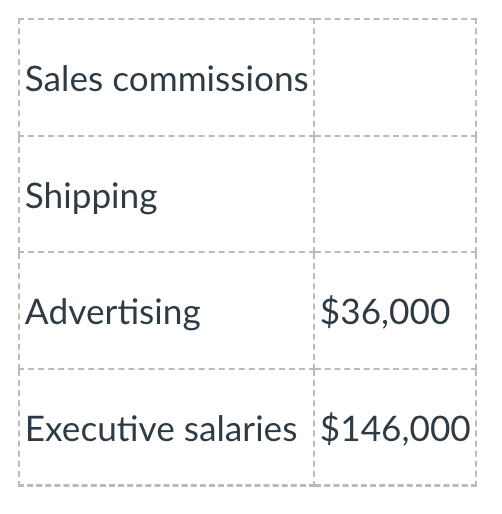 Sales commissions
Shipping
Advertising $36,000
Executive salaries $146,000